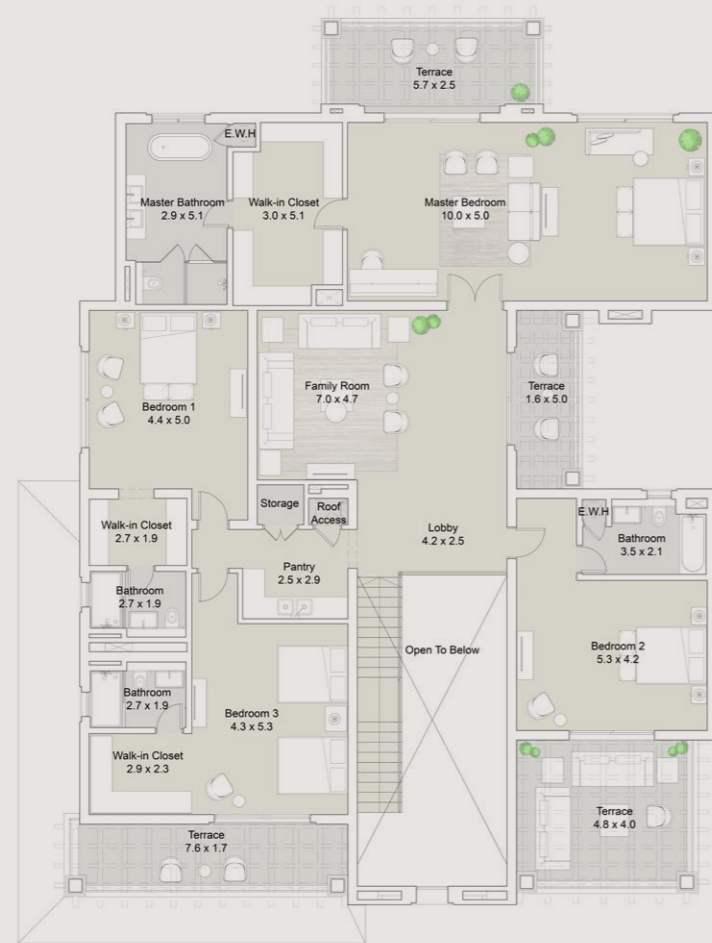 Terrace
5.7 x 2.5
E.W.H
Master Bathroom
2.9 x 5.1
Walk-in Closet
3.0 x 5.1
Master Bedroom
10.0 x 5.0
Bedroom 1
4.4 x 5.0
Family Room
7.0 x 4.7
Terrace
1.6 x 5.0
Storage
Roof
Access
E.W.H
Walk-in Closet
2.7 x 1.9
Lobby
4.2 x 2.5
Bathroom
3.5 x 2.1
Pantry
2.5 x 2.9
Bathroom
2.7 x 1.9
Open To Below
Bedroom 2
5.3 x 4.2
Bathroom
2.7 x 1.9
Bedroom 3
4.3 x 5.3
Walk-in Closet
2.9 x 2.3
Terrace
4.8 x 4.0
Terrace
7.6 x 1.7